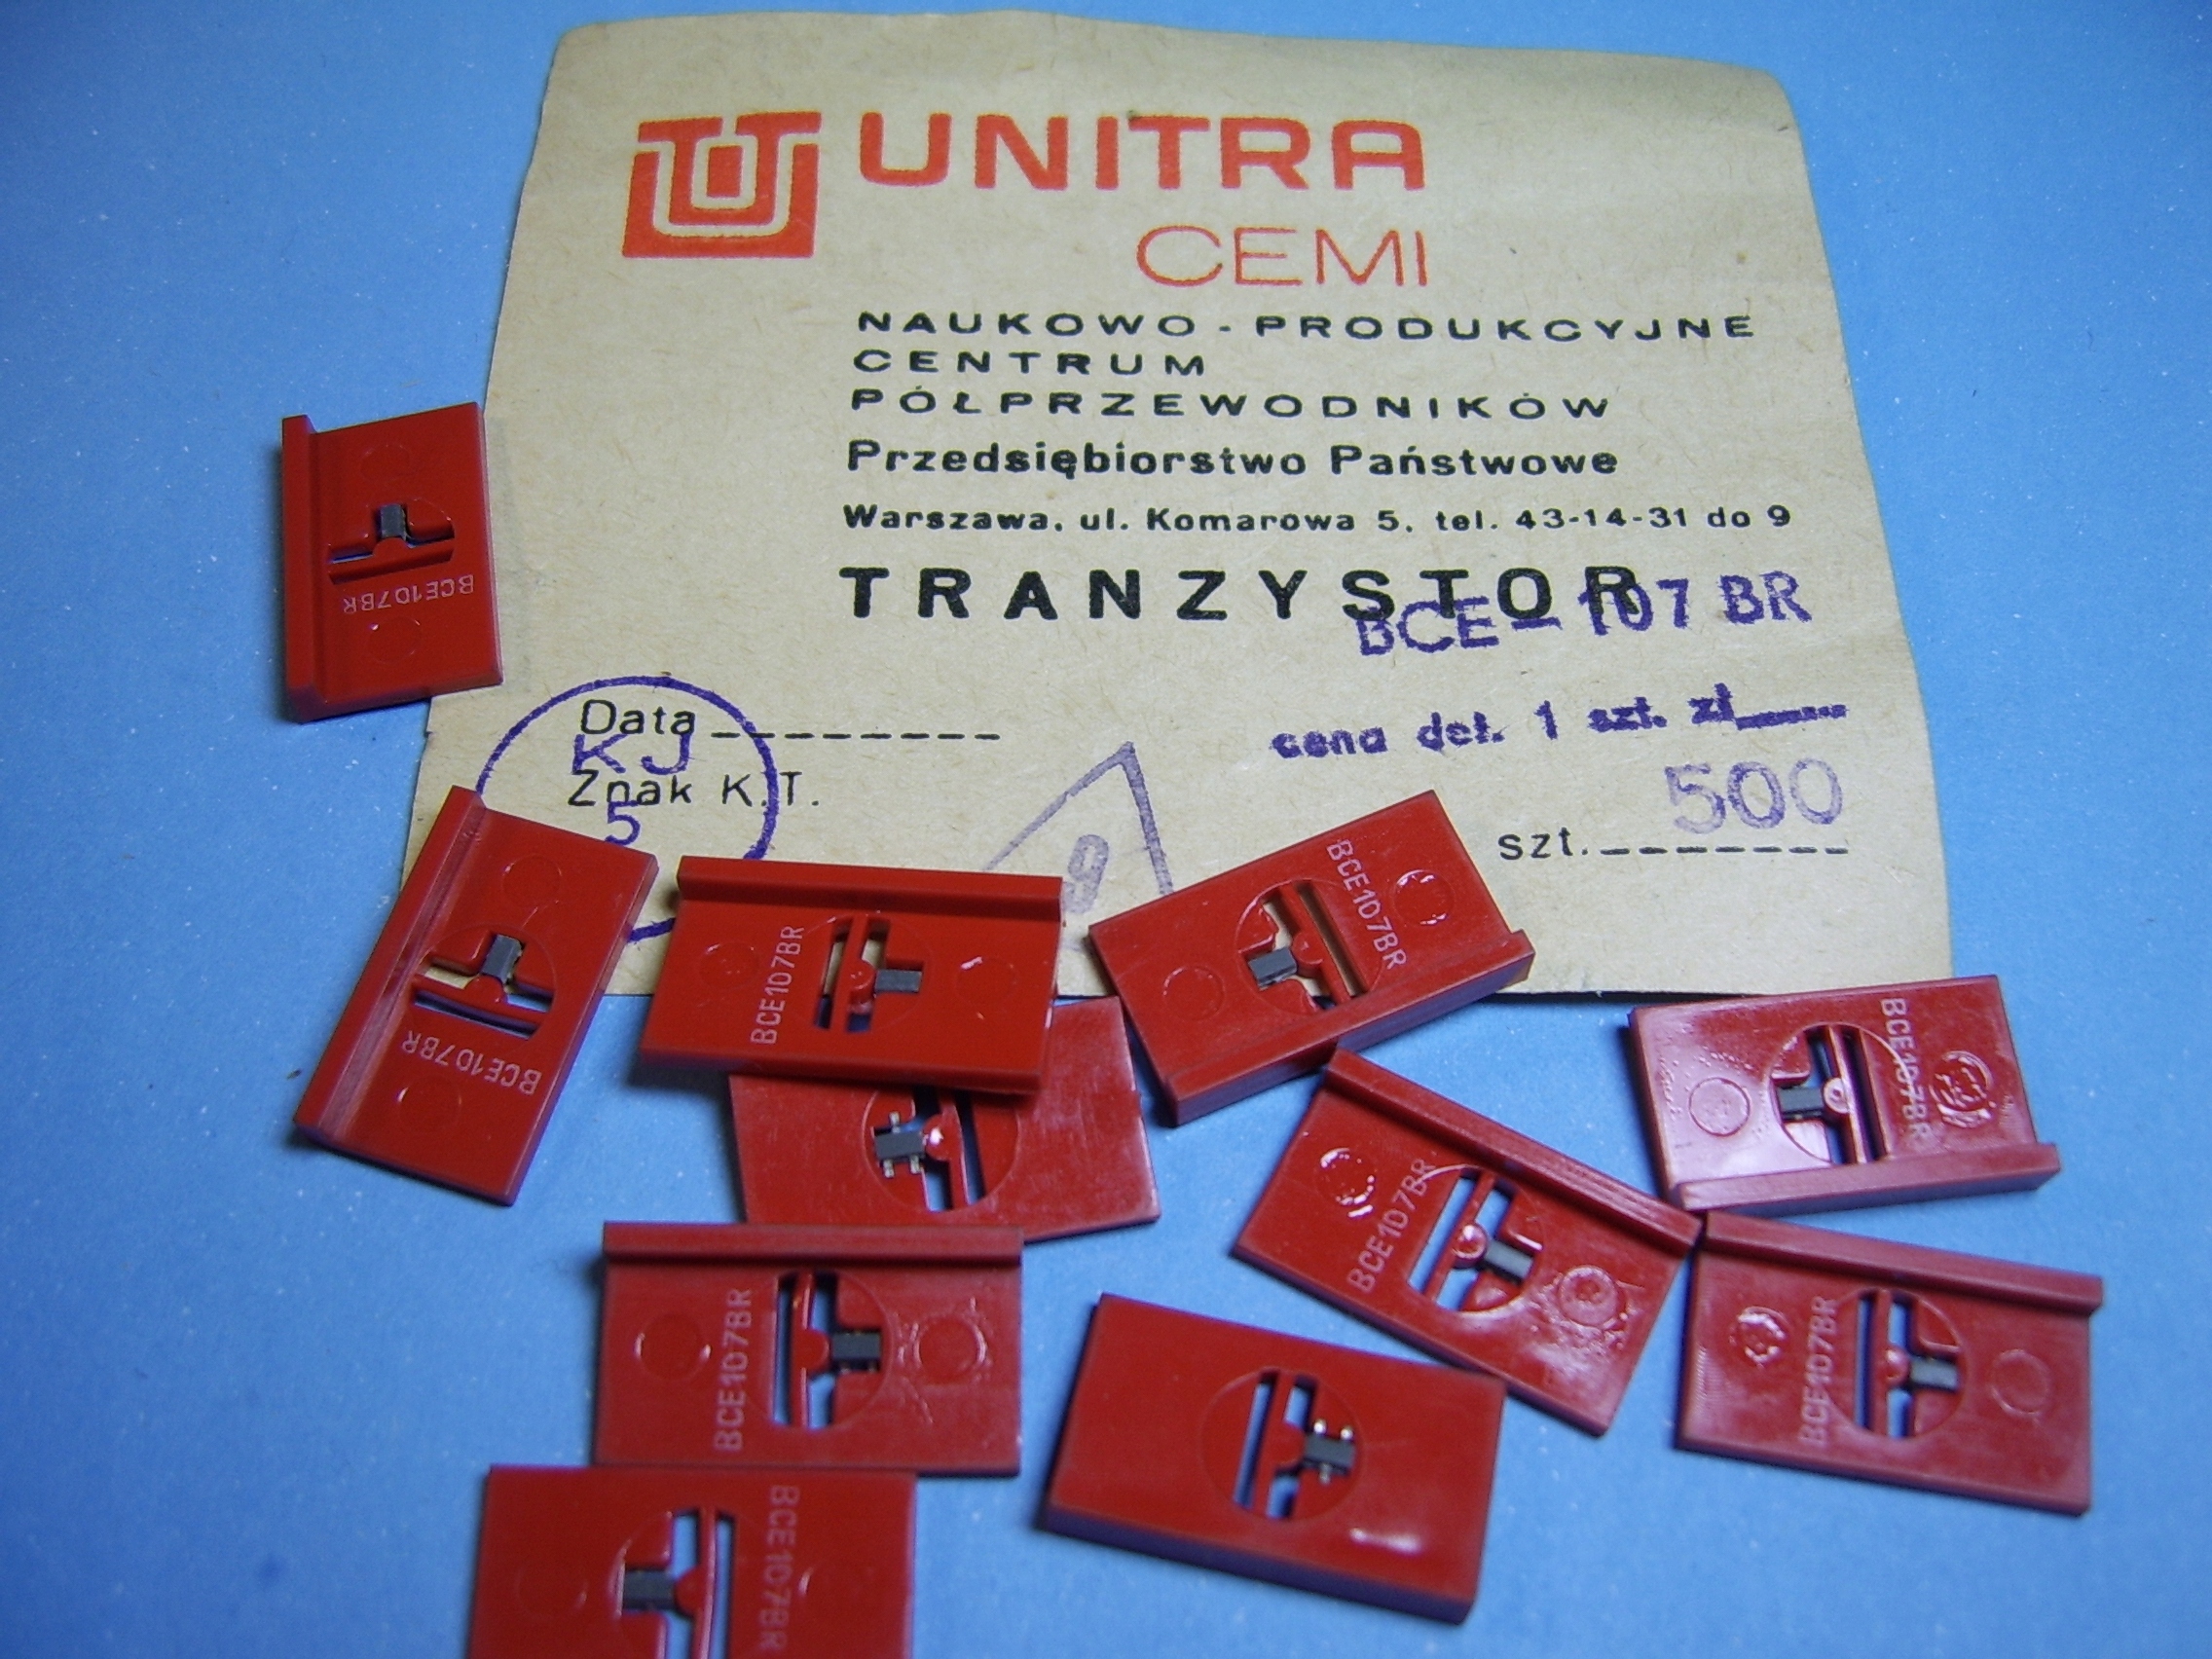 UNITRA
CEMI
NAUKOWO - PRODUKCYJNE
CENTRUM
PÓŁPRZEWODNIKÓW
Przedsiębiorstwo Państwowe
Warszawa, ul. Komarowa 5, tel. 43-14-31 do 9
TRANZYSTOR
BCE-107 BR
Data
KJ
Znak K.T.
5
cena det. 1 szt. zł
500
szt.
9
BCE107BR
BCE107BR
BCE107BR
BCE107BR
BCE107BR
BCE107BR
BCE107BR
BCE107BR
BCE107BR